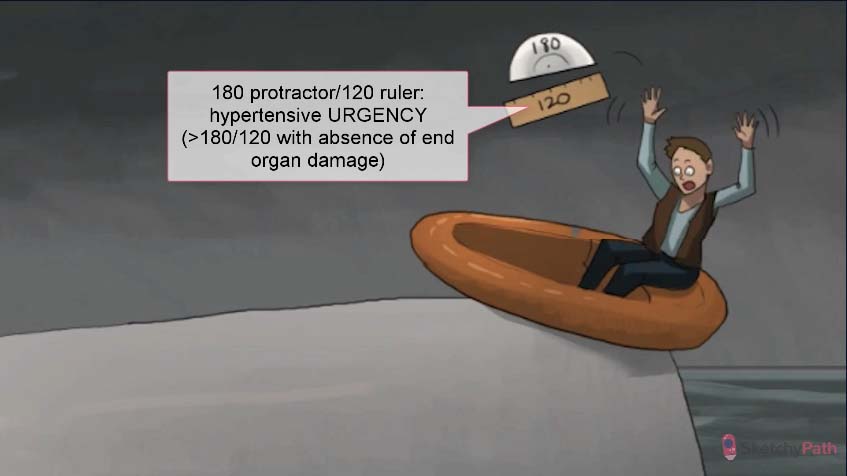 180
120
180 protractor/120 ruler:
hypertensive URGENCY
(>180/120 with absence of end
organ damage)
SketchyPath